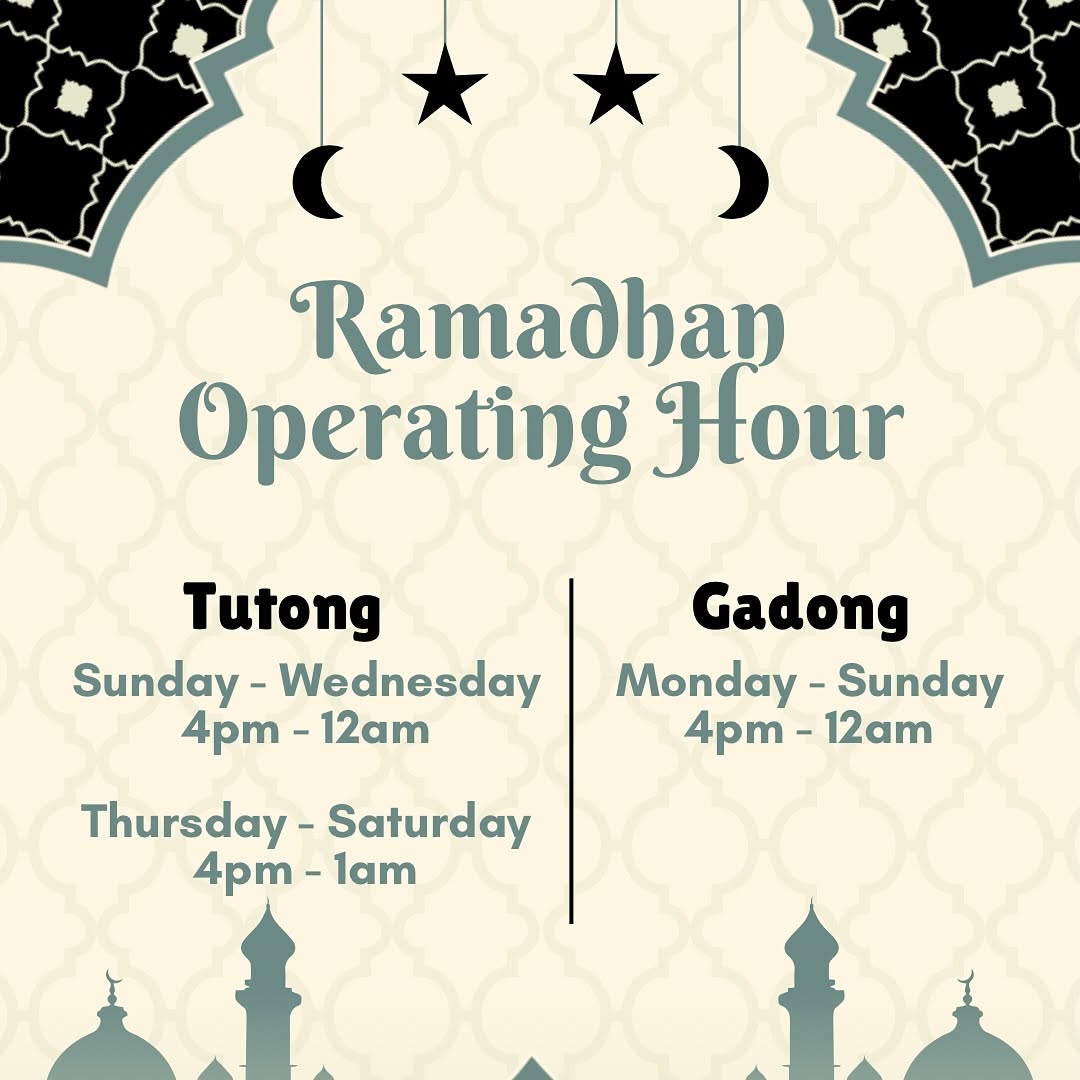 Ramadhan
Operating Hour
Tutong
Sunday - Wednesday
4pm - 12am
Thursday - Saturday
4pm - 1am
Gadong
Monday - Sunday
4pm - 12am